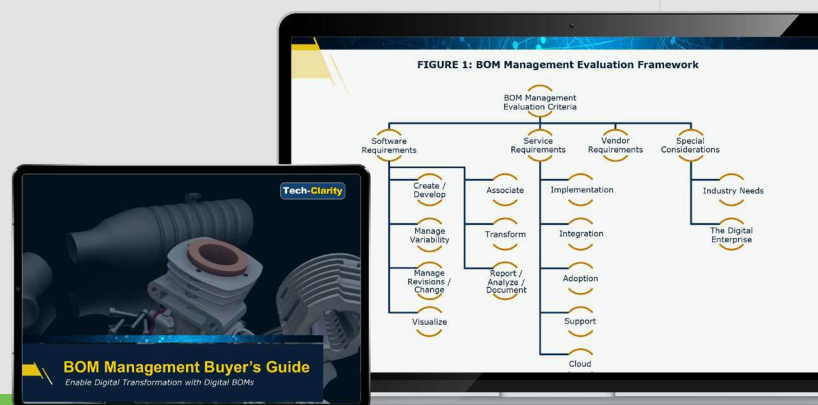 FIGURE 1: BOM Management Evaluation Framework
BOM Management
Evaluation Criteria
Software
Requirements
Service
Requirements
Vendor
Requirements
Special
Considerations
Create /
Develop
Associate
Implementation
Industry Needs
Manage
Variability
Transform
Integration
The Digital
Enterprise
Manage
Revisions /
Change
Report /
Analyze /
Document
Adoption
Visualize
Support
Cloud
Tech-Clarity
BOM Management Buyer's Guide
Enable Digital Transformation with Digital BOMs